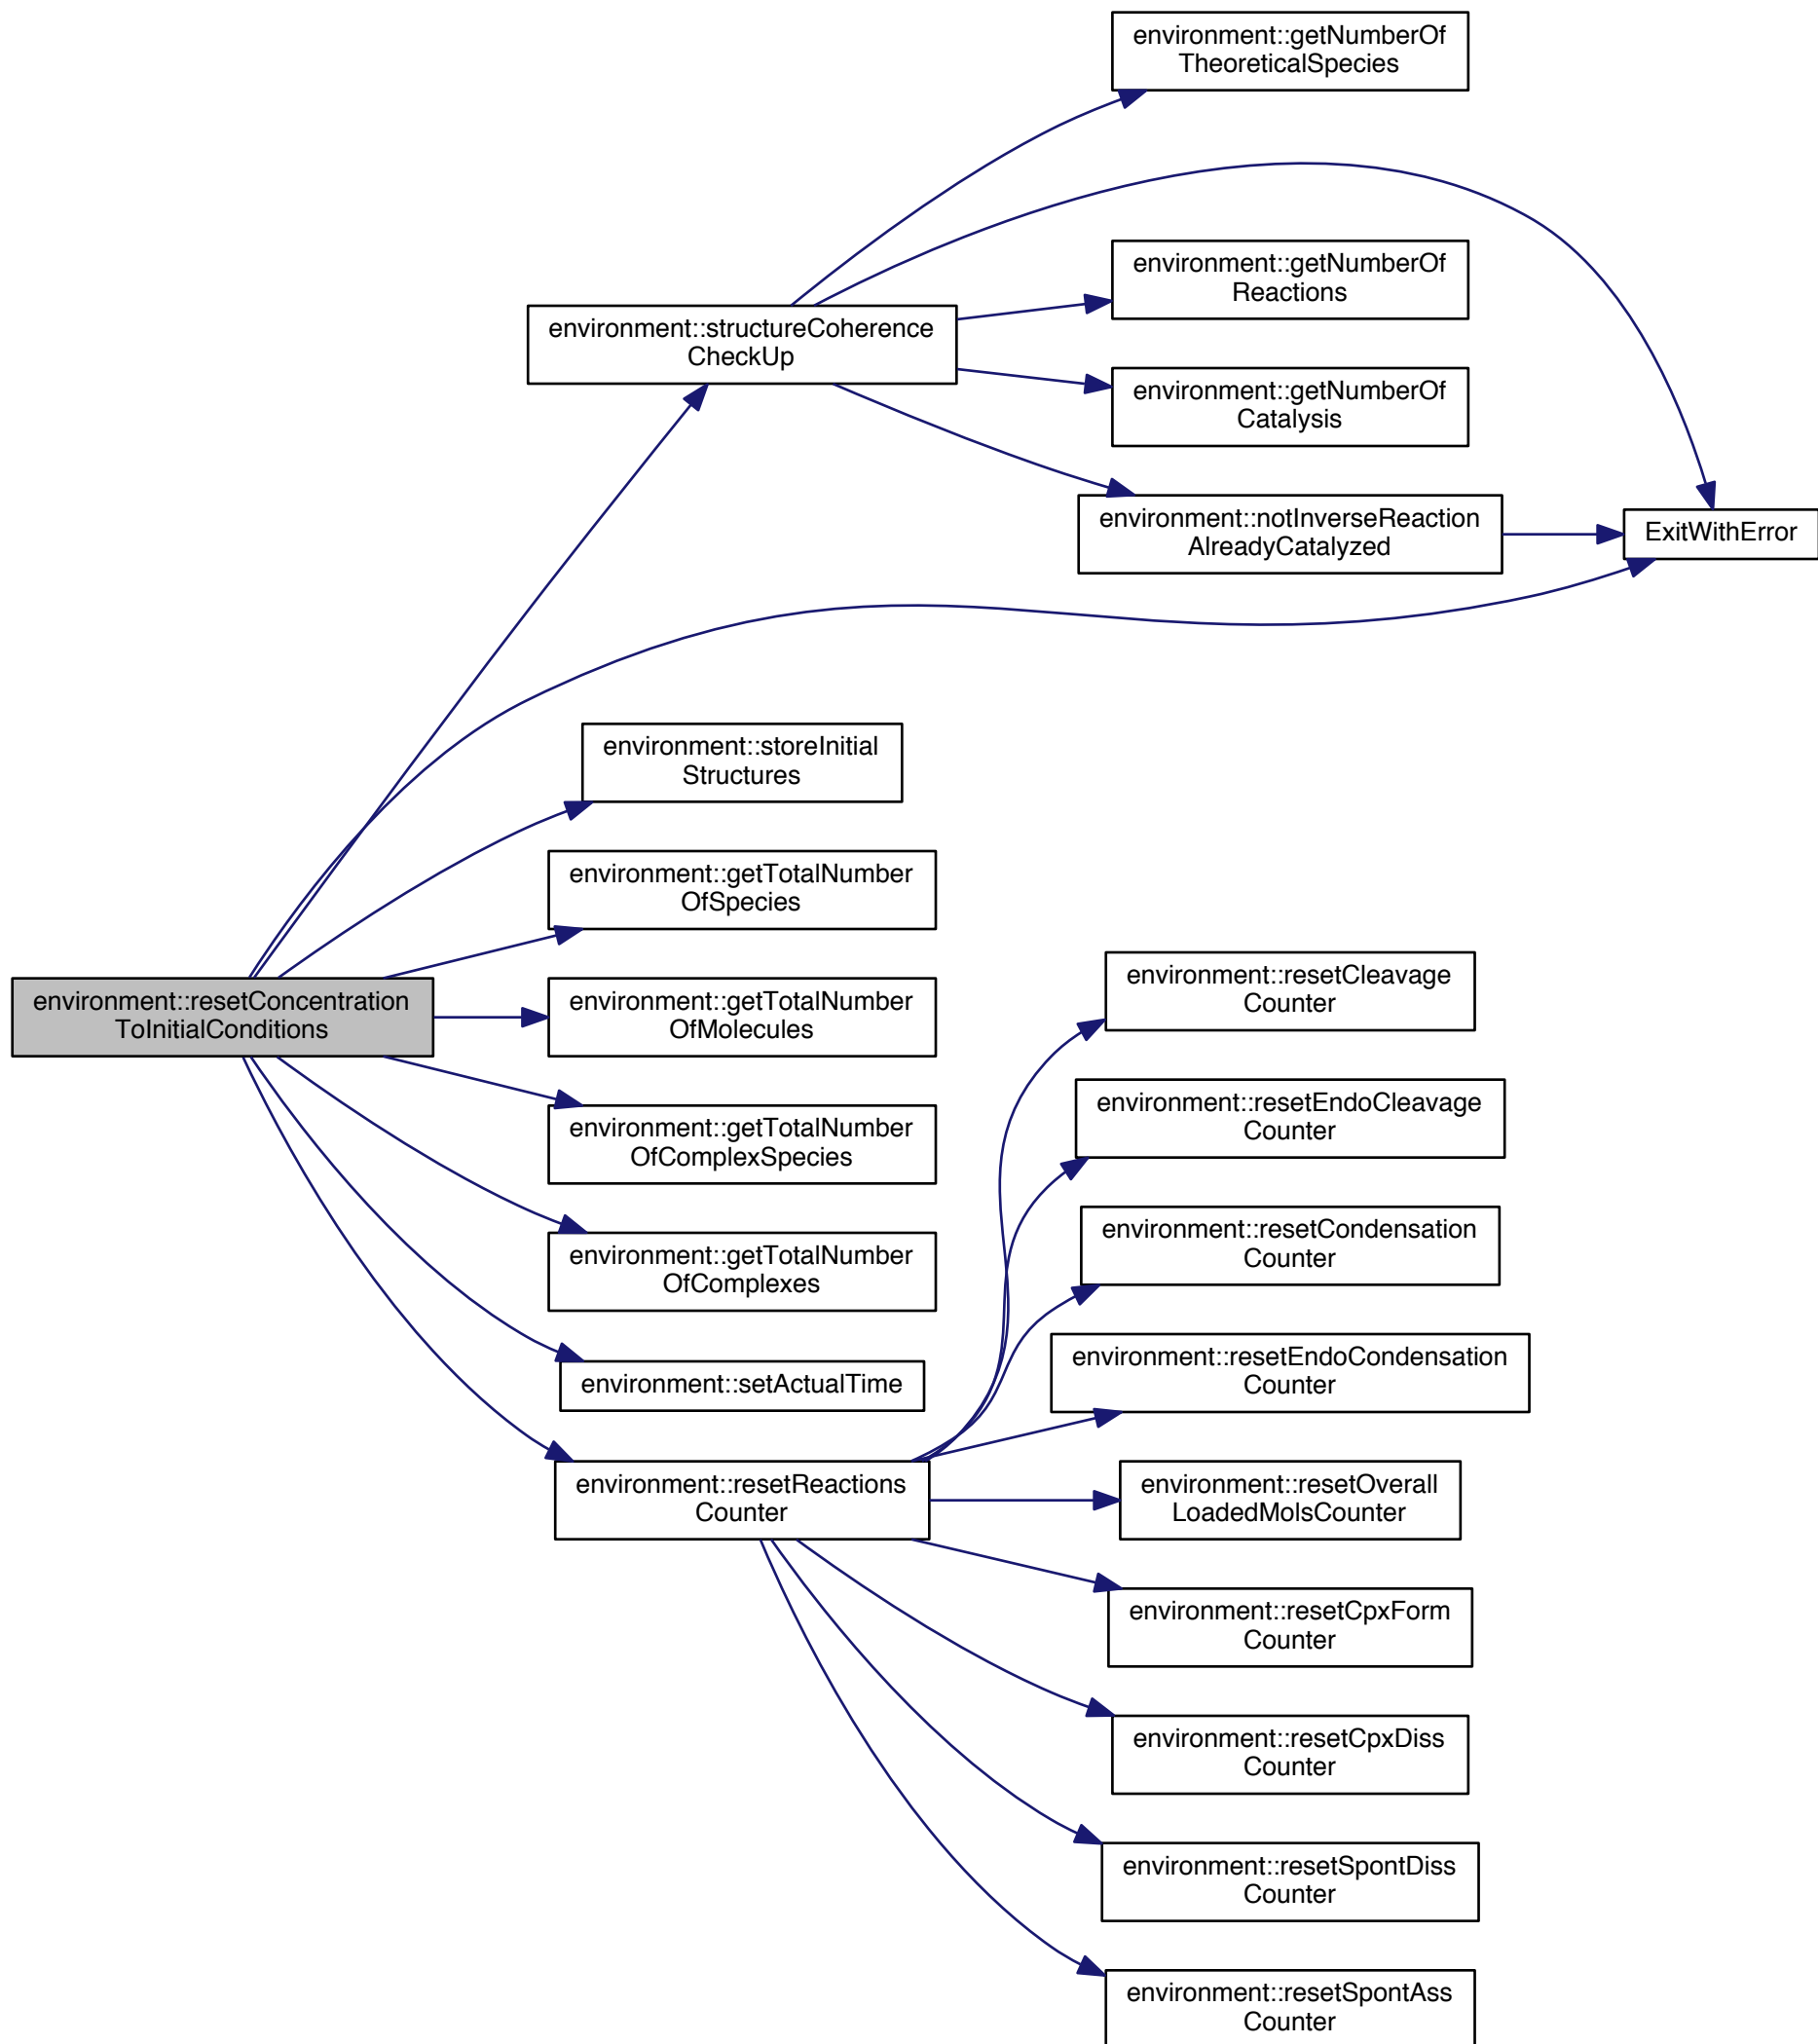 environment::getNumberOf
TheoreticalSpecies
environment::getNumberOf
Reactions
environment::structureCoherence
CheckUp
environment::getNumberOf
Catalysis
environment::notInverseReaction
AlreadyCatalyzed
ExitWithError
environment::storeInitial
Structures
environment::getTotalNumber
OfSpecies
environment::resetConcentration
ToInitialConditions
environment::getTotalNumber
OfMolecules
environment::getTotalNumber
OfComplexSpecies
environment::getTotalNumber
OfComplexes
environment::setActualTime
environment::resetReactions
Counter
environment::resetCleavage
Counter
environment::resetEndoCleavage
Counter
environment::resetCondensation
Counter
environment::resetEndoCondensation
Counter
environment::resetOverall
LoadedMolsCounter
environment::resetCpxForm
Counter
environment::resetCpxDiss
Counter
environment::resetSpontDiss
Counter
environment::resetSpontAss
Counter